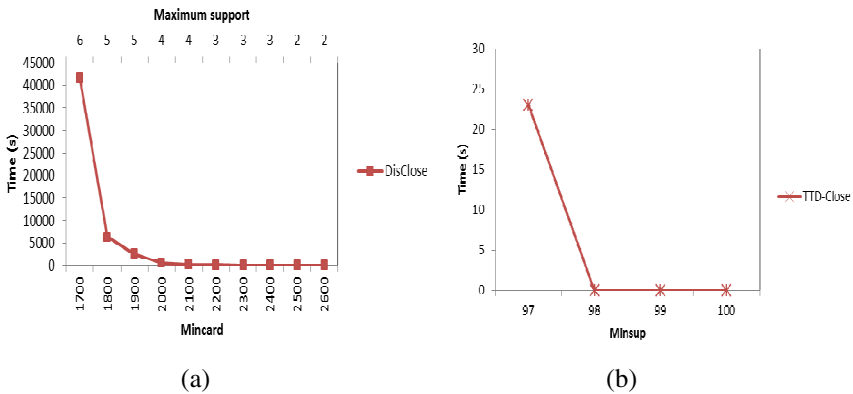 Maximum support
6 5 5 4 4 3 3 3 2 2
45000
40000
35000
30000
25000
20000
15000
10000
5000
0
Time (s)
1700 1800 1900 2000 2100 2200 2300 2400 2500 2600
Mincard
DisClose
(a)
30
25
20
15
10
5
0
Time (s)
97 98 99 100
Minsup
TTD-Close
(b)